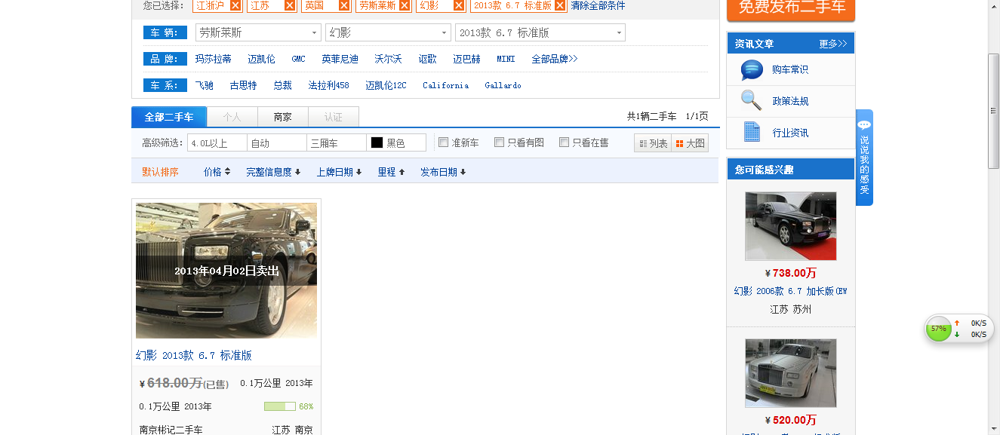 您已选择： 江浙沪 江苏 英国 劳斯莱斯 幻影 2013款 6.7 标准版 清除全部条件
车 辆： 劳斯莱斯 幻影 2013款 6.7 标准版
品 牌： 玛莎拉蒂 迈凯伦 GMC 英菲尼迪 沃尔沃 讴歌 迈巴赫 MINI 全部品牌>>
车 系： 飞驰 古思特 总裁 法拉利458 迈凯伦12C California Gallardo
全部二手车 个人 商家 认证 共1辆二手车 1/1页
高级筛选： 4.0L以上 自动 三厢车 黑色 准新车 只看有图 只看在售 列表 大图
默认排序 价格 完整信息度 上牌日期 里程 发布日期
2013年04月02日卖出
幻影 2013款 6.7 标准版
¥618.00万(已售) 0.1万公里 2013年
0.1万公里 2013年 68%
南京彬记二手车 江苏 南京
免费发布二手车
资讯文章 更多>>
购车常识
政策法规
行业资讯
说说我的感受
您可能感兴趣
¥738.00万
幻影 2006款 6.7 加长版(EW
江苏 苏州
¥520.00万
57% 0K/S
0K/S